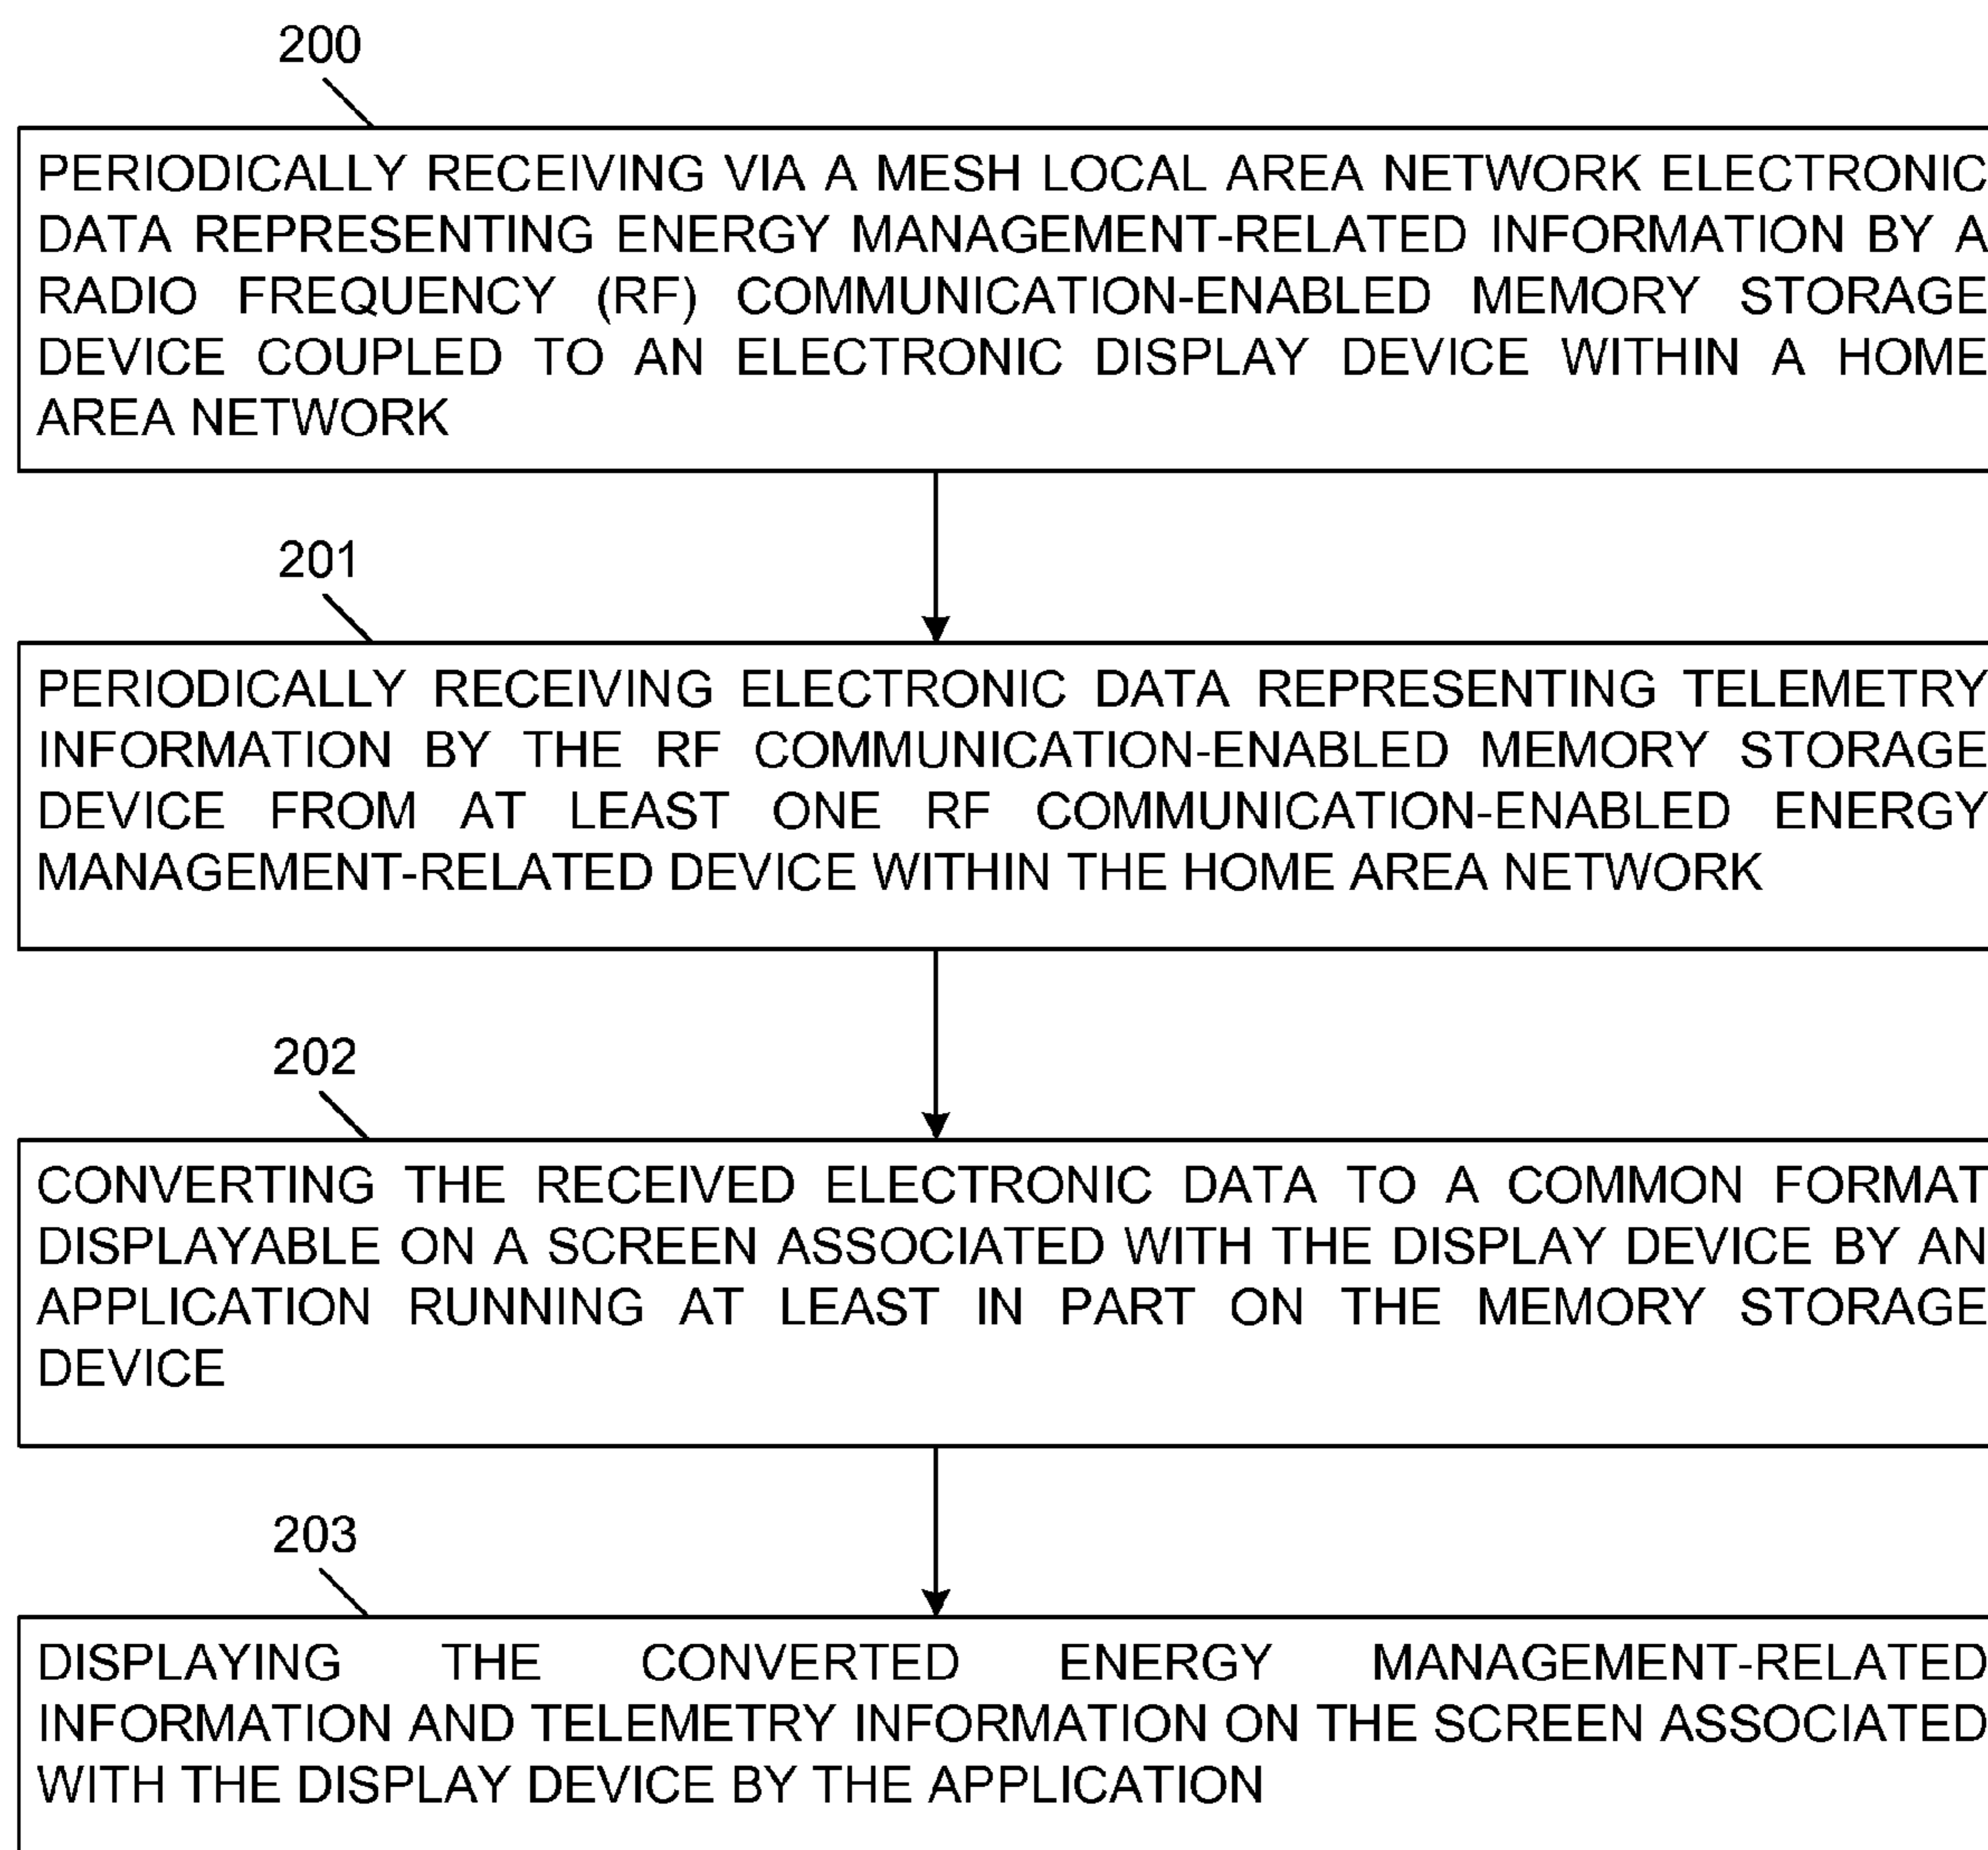 200
PERIODICALLY RECEIVING VIA A MESH LOCAL AREA NETWORK ELECTRONIC
DATA REPRESENTING ENERGY MANAGEMENT-RELATED INFORMATION BY A
RADIO FREQUENCY (RF) COMMUNICATION-ENABLED MEMORY STORAGE
DEVICE COUPLED TO AN ELECTRONIC DISPLAY DEVICE WITHIN A HOME
AREA NETWORK
201
PERIODICALLY RECEIVING ELECTRONIC DATA REPRESENTING TELEMETRY
INFORMATION BY THE RF COMMUNICATION-ENABLED MEMORY STORAGE
DEVICE FROM AT LEAST ONE RF COMMUNICATION-ENABLED ENERGY
MANAGEMENT-RELATED DEVICE WITHIN THE HOME AREA NETWORK
202
CONVERTING THE RECEIVED ELECTRONIC DATA TO A COMMON FORMAT
DISPLAYABLE ON A SCREEN ASSOCIATED WITH THE DISPLAY DEVICE BY AN
APPLICATION RUNNING AT LEAST IN PART ON THE MEMORY STORAGE
DEVICE
203
DISPLAYING THE CONVERTED ENERGY MANAGEMENT-RELATED
INFORMATION AND TELEMETRY INFORMATION ON THE SCREEN ASSOCIATED
WITH THE DISPLAY DEVICE BY THE APPLICATION